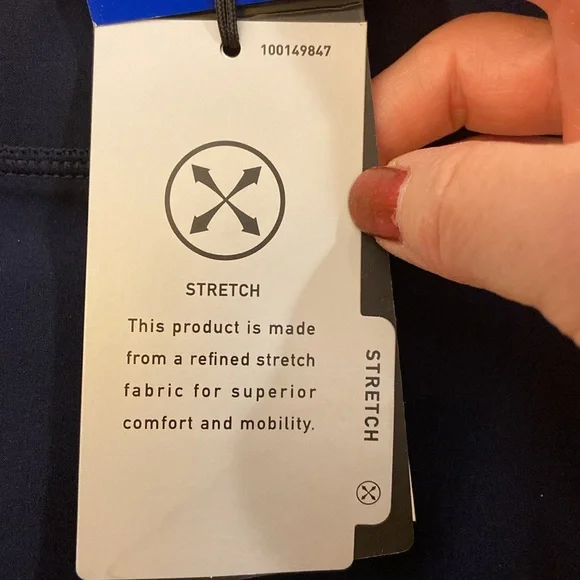 100149847
STRETCH
This product is made
from a refined stretch
fabric for superior
comfort and mobility.
STRETCH